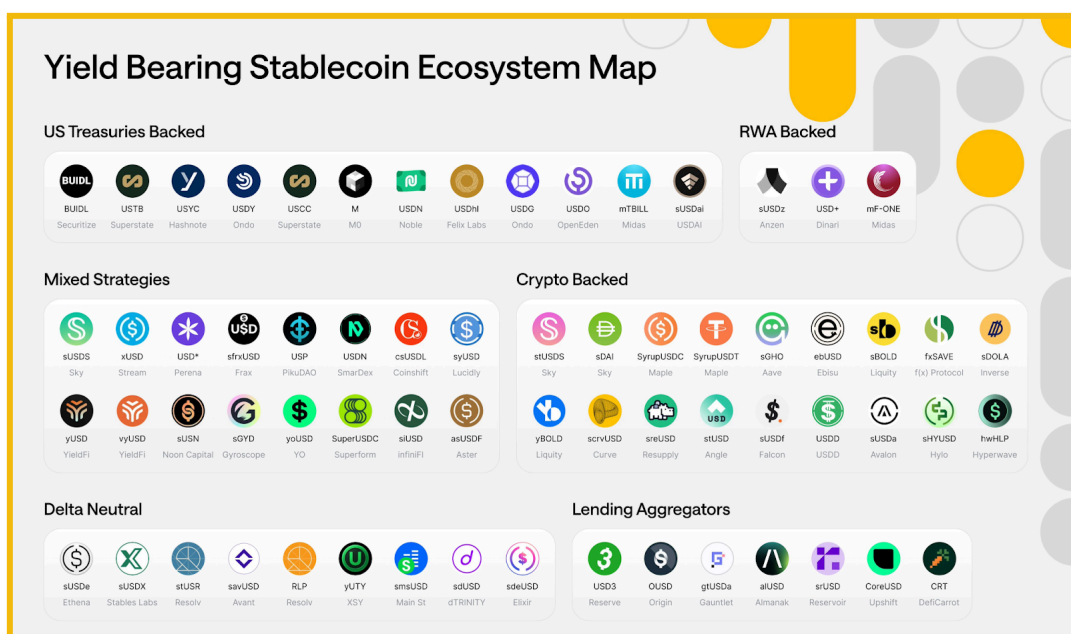 Yield Bearing Stablecoin Ecosystem Map
US Treasuries Backed
BUIDL
BUIDL USTB USYC USDY USCC M USDN USDhl USDG USDO mTBILL sUSDai
Securitize Superstate Hashnote Ondo Superstate M0 Noble Felix Labs Ondo OpenEden Midas USDAI
RWA Backed
sUSDz USD+ mF-ONE
Anzen Dinari Midas
Mixed Strategies
USD
sUSDS xUSD USD* sfrxUSD USP USDN csUSDL syUSD
Sky Stream Perena Frax PikuDAO SmarDex Coinshift Lucidly
yUSD vyUSD sUSN sGYD yoUSD SuperUSDC siUSD asUSDF
YieldFi YieldFi Noon Capital Gyroscope YO Superform infiniFi Aster
Crypto Backed
stUSDS sDAI SyrupUSDC SyrupUSDT sGHO ebUSD sBOLD fxSAVE sDOLA
Sky Sky Maple Maple Aave Ebisu Liquity f(x) Protocol Inverse
USD
yBOLD scrvUSD sreUSD stUSD sUSDf USDD sUSDa sHYUSD hwHLP
Liquity Curve Resupply Angle Falcon USDD Avalon Hylo Hyperwave
Delta Neutral
sUSDe sUSDX stUSR savUSD RLP yUTY smsUSD sdUSD sdeUSD
Ethena Stables Labs Resolv Avant Resolv XSY Main St dTRINITY Elixir
Lending Aggregators
USD3 OUSD gtUSDa alUSD srUSD CoreUSD CRT
Reserve Origin Gauntlet Almanak Reservoir Upshift DefiCarrot